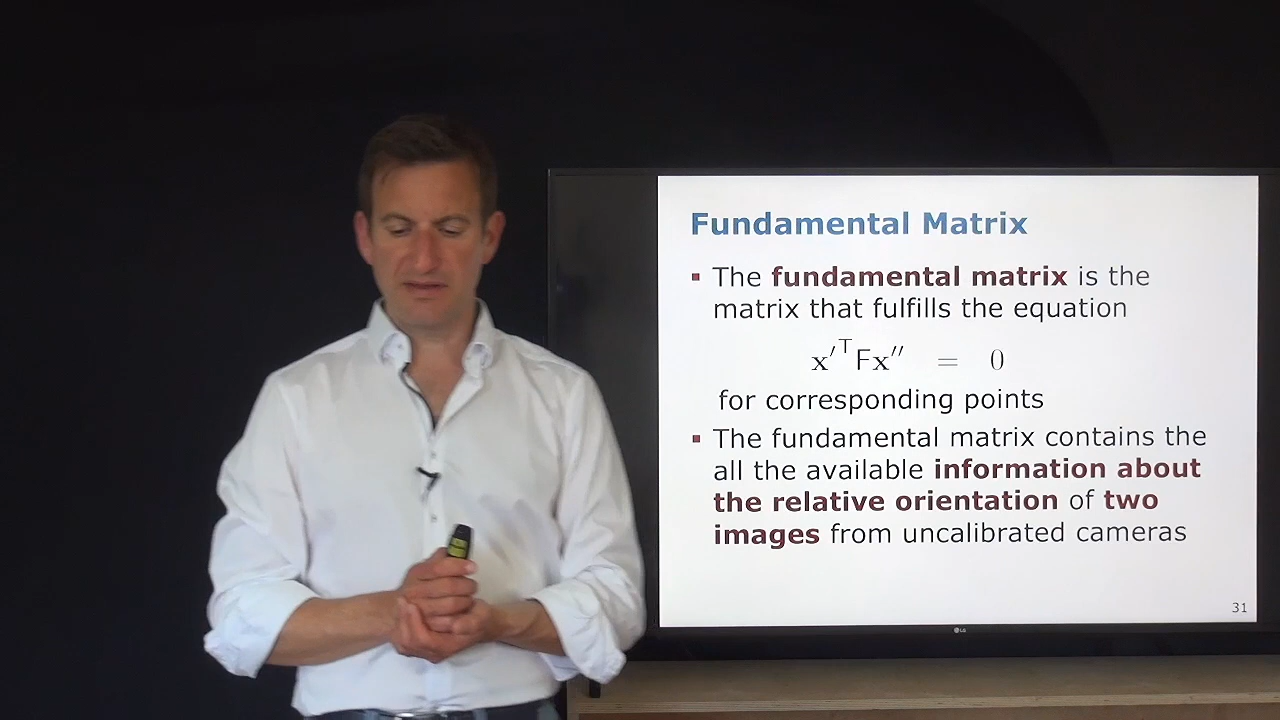 Fundamental Matrix
▪ The fundamental matrix is the
matrix that fulfills the equation
x′ᵀFx″ = 0
for corresponding points
▪ The fundamental matrix contains the
all the available information about
the relative orientation of two
images from uncalibrated cameras
31
LG